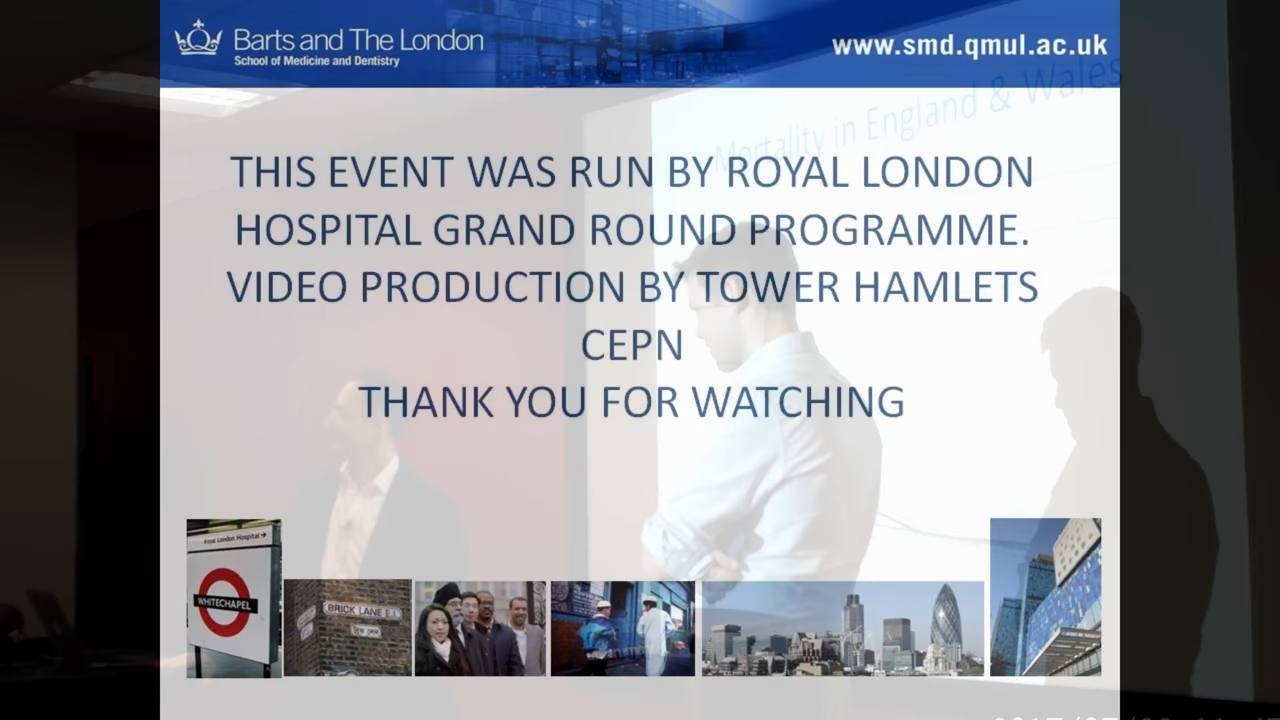 Barts and The London
School of Medicine and Dentistry
www.smd.qmul.ac.uk
Mortality in England & Wales
THIS EVENT WAS RUN BY ROYAL LONDON
HOSPITAL GRAND ROUND PROGRAMME.
VIDEO PRODUCTION BY TOWER HAMLETS
CEPN
THANK YOU FOR WATCHING
Royal London Hospital →
WHITECHAPEL
BRICK LANE E.1.